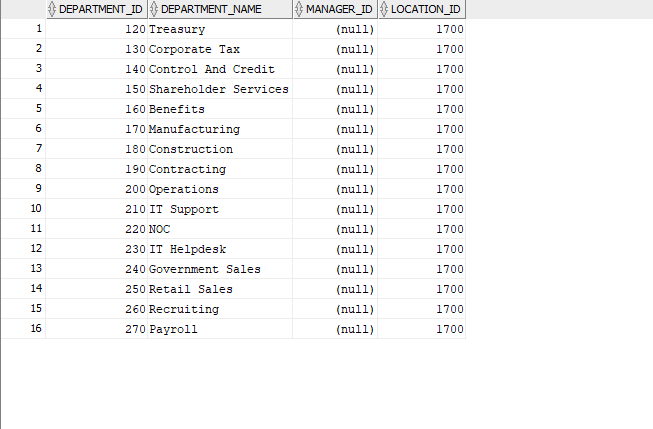 DEPARTMENT_ID DEPARTMENT_NAME MANAGER_ID LOCATION_ID
1 120 Treasury (null) 1700
2 130 Corporate Tax (null) 1700
3 140 Control And Credit (null) 1700
4 150 Shareholder Services (null) 1700
5 160 Benefits (null) 1700
6 170 Manufacturing (null) 1700
7 180 Construction (null) 1700
8 190 Contracting (null) 1700
9 200 Operations (null) 1700
10 210 IT Support (null) 1700
11 220 NOC (null) 1700
12 230 IT Helpdesk (null) 1700
13 240 Government Sales (null) 1700
14 250 Retail Sales (null) 1700
15 260 Recruiting (null) 1700
16 270 Payroll (null) 1700